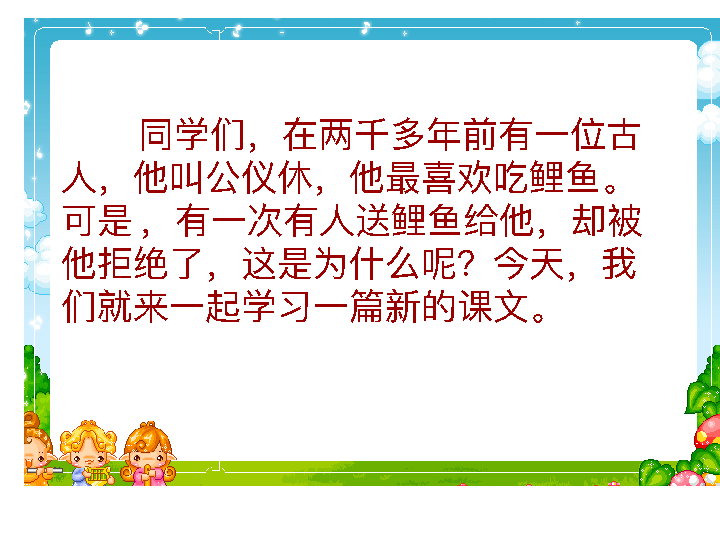 同学们，在两千多年前有一位古
人，他叫公仪休，他最喜欢吃鲤鱼。
可是，有一次有人送鲤鱼给他，却被
他拒绝了，这是为什么呢？今天，我
们就来一起学习一篇新的课文。